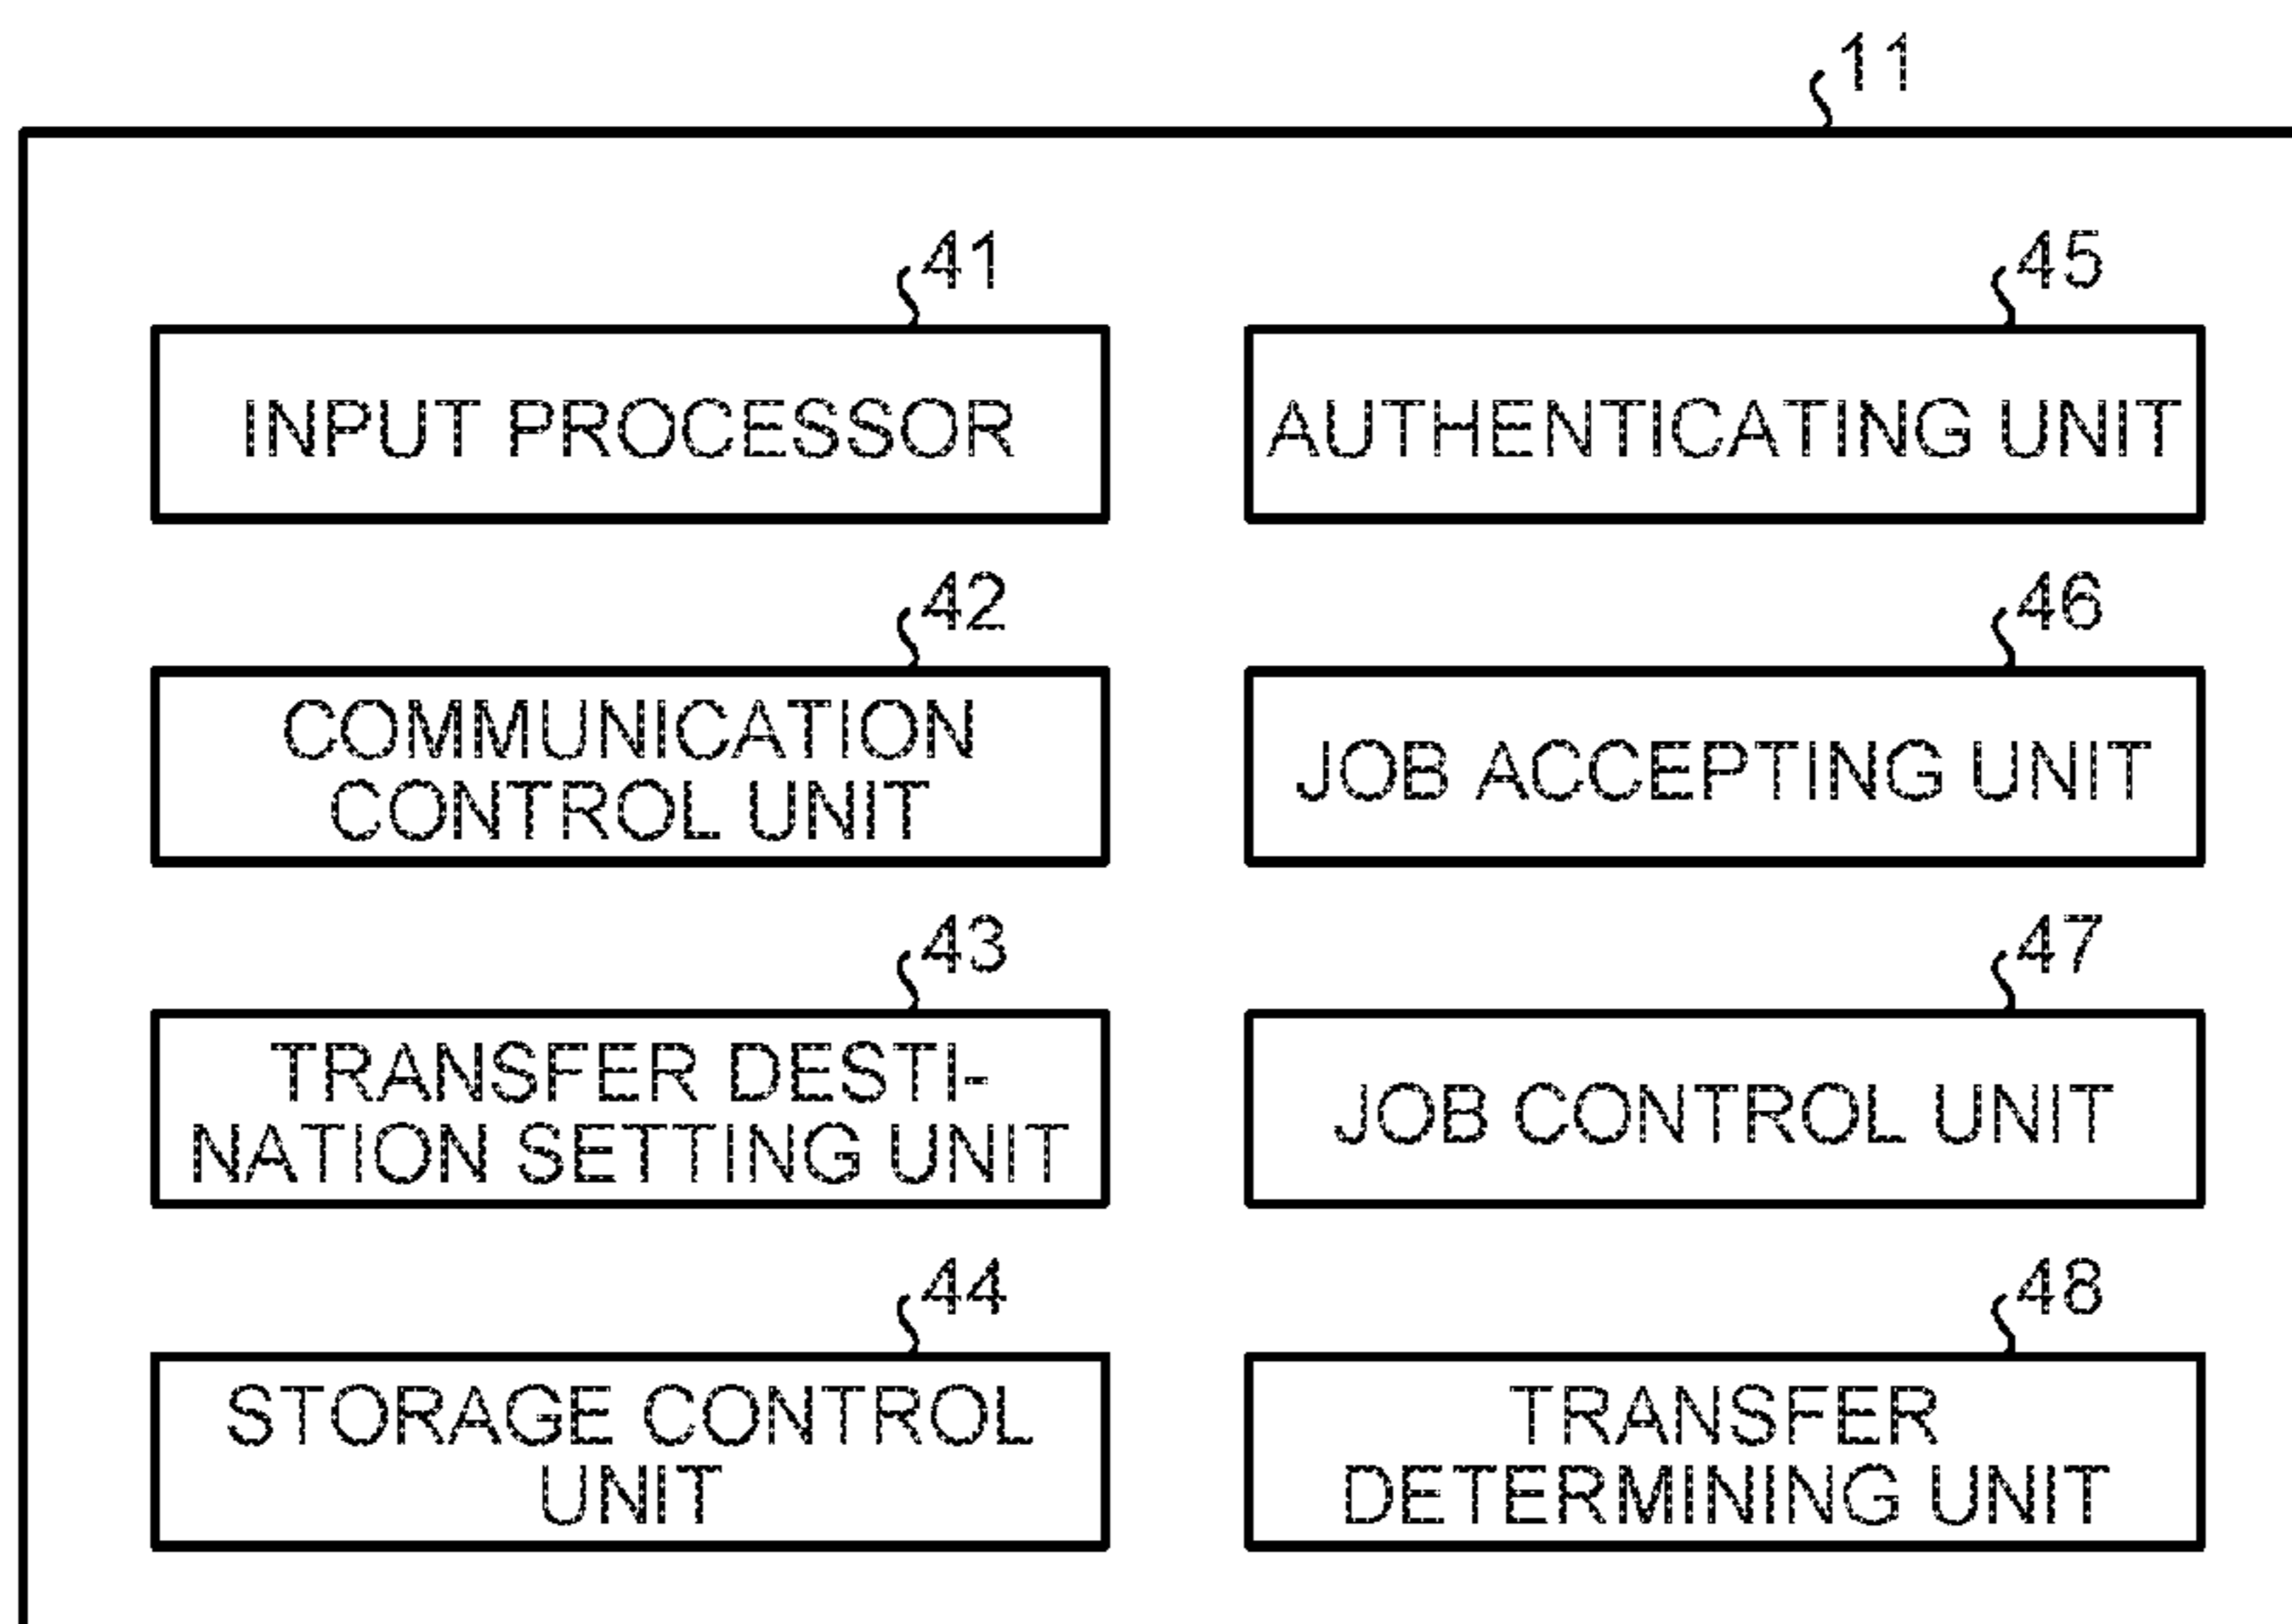 11
41
INPUT PROCESSOR
42
COMMUNICATION
CONTROL UNIT
43
TRANSFER DESTI-
NATION SETTING UNIT
44
STORAGE CONTROL
UNIT
45
AUTHENTICATING UNIT
46
JOB ACCEPTING UNIT
47
JOB CONTROL UNIT
48
TRANSFER
DETERMINING UNIT